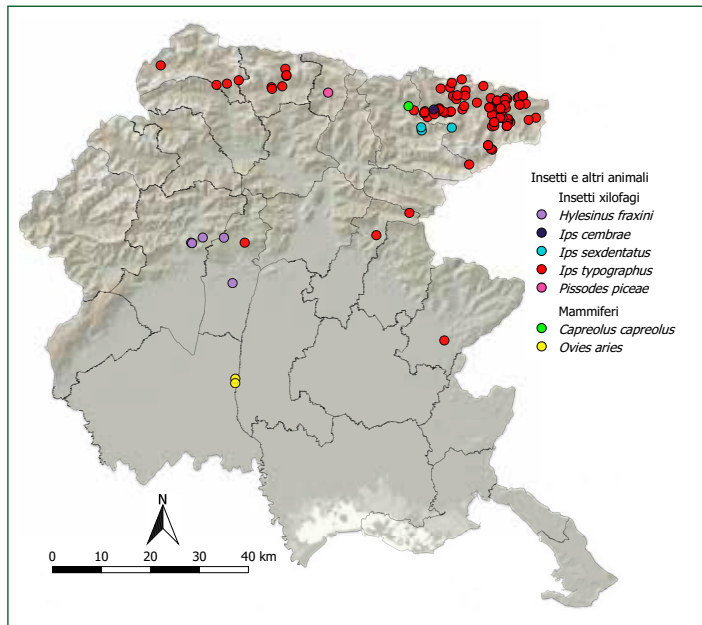 Insetti e altri animali
Insetti xilofagi
Hylesinus fraxini
Ips cembrae
Ips sexdentatus
Ips typographus
Pissodes piceae
Mammiferi
Capreolus capreolus
Ovies aries
N
0 10 20 30 40 km